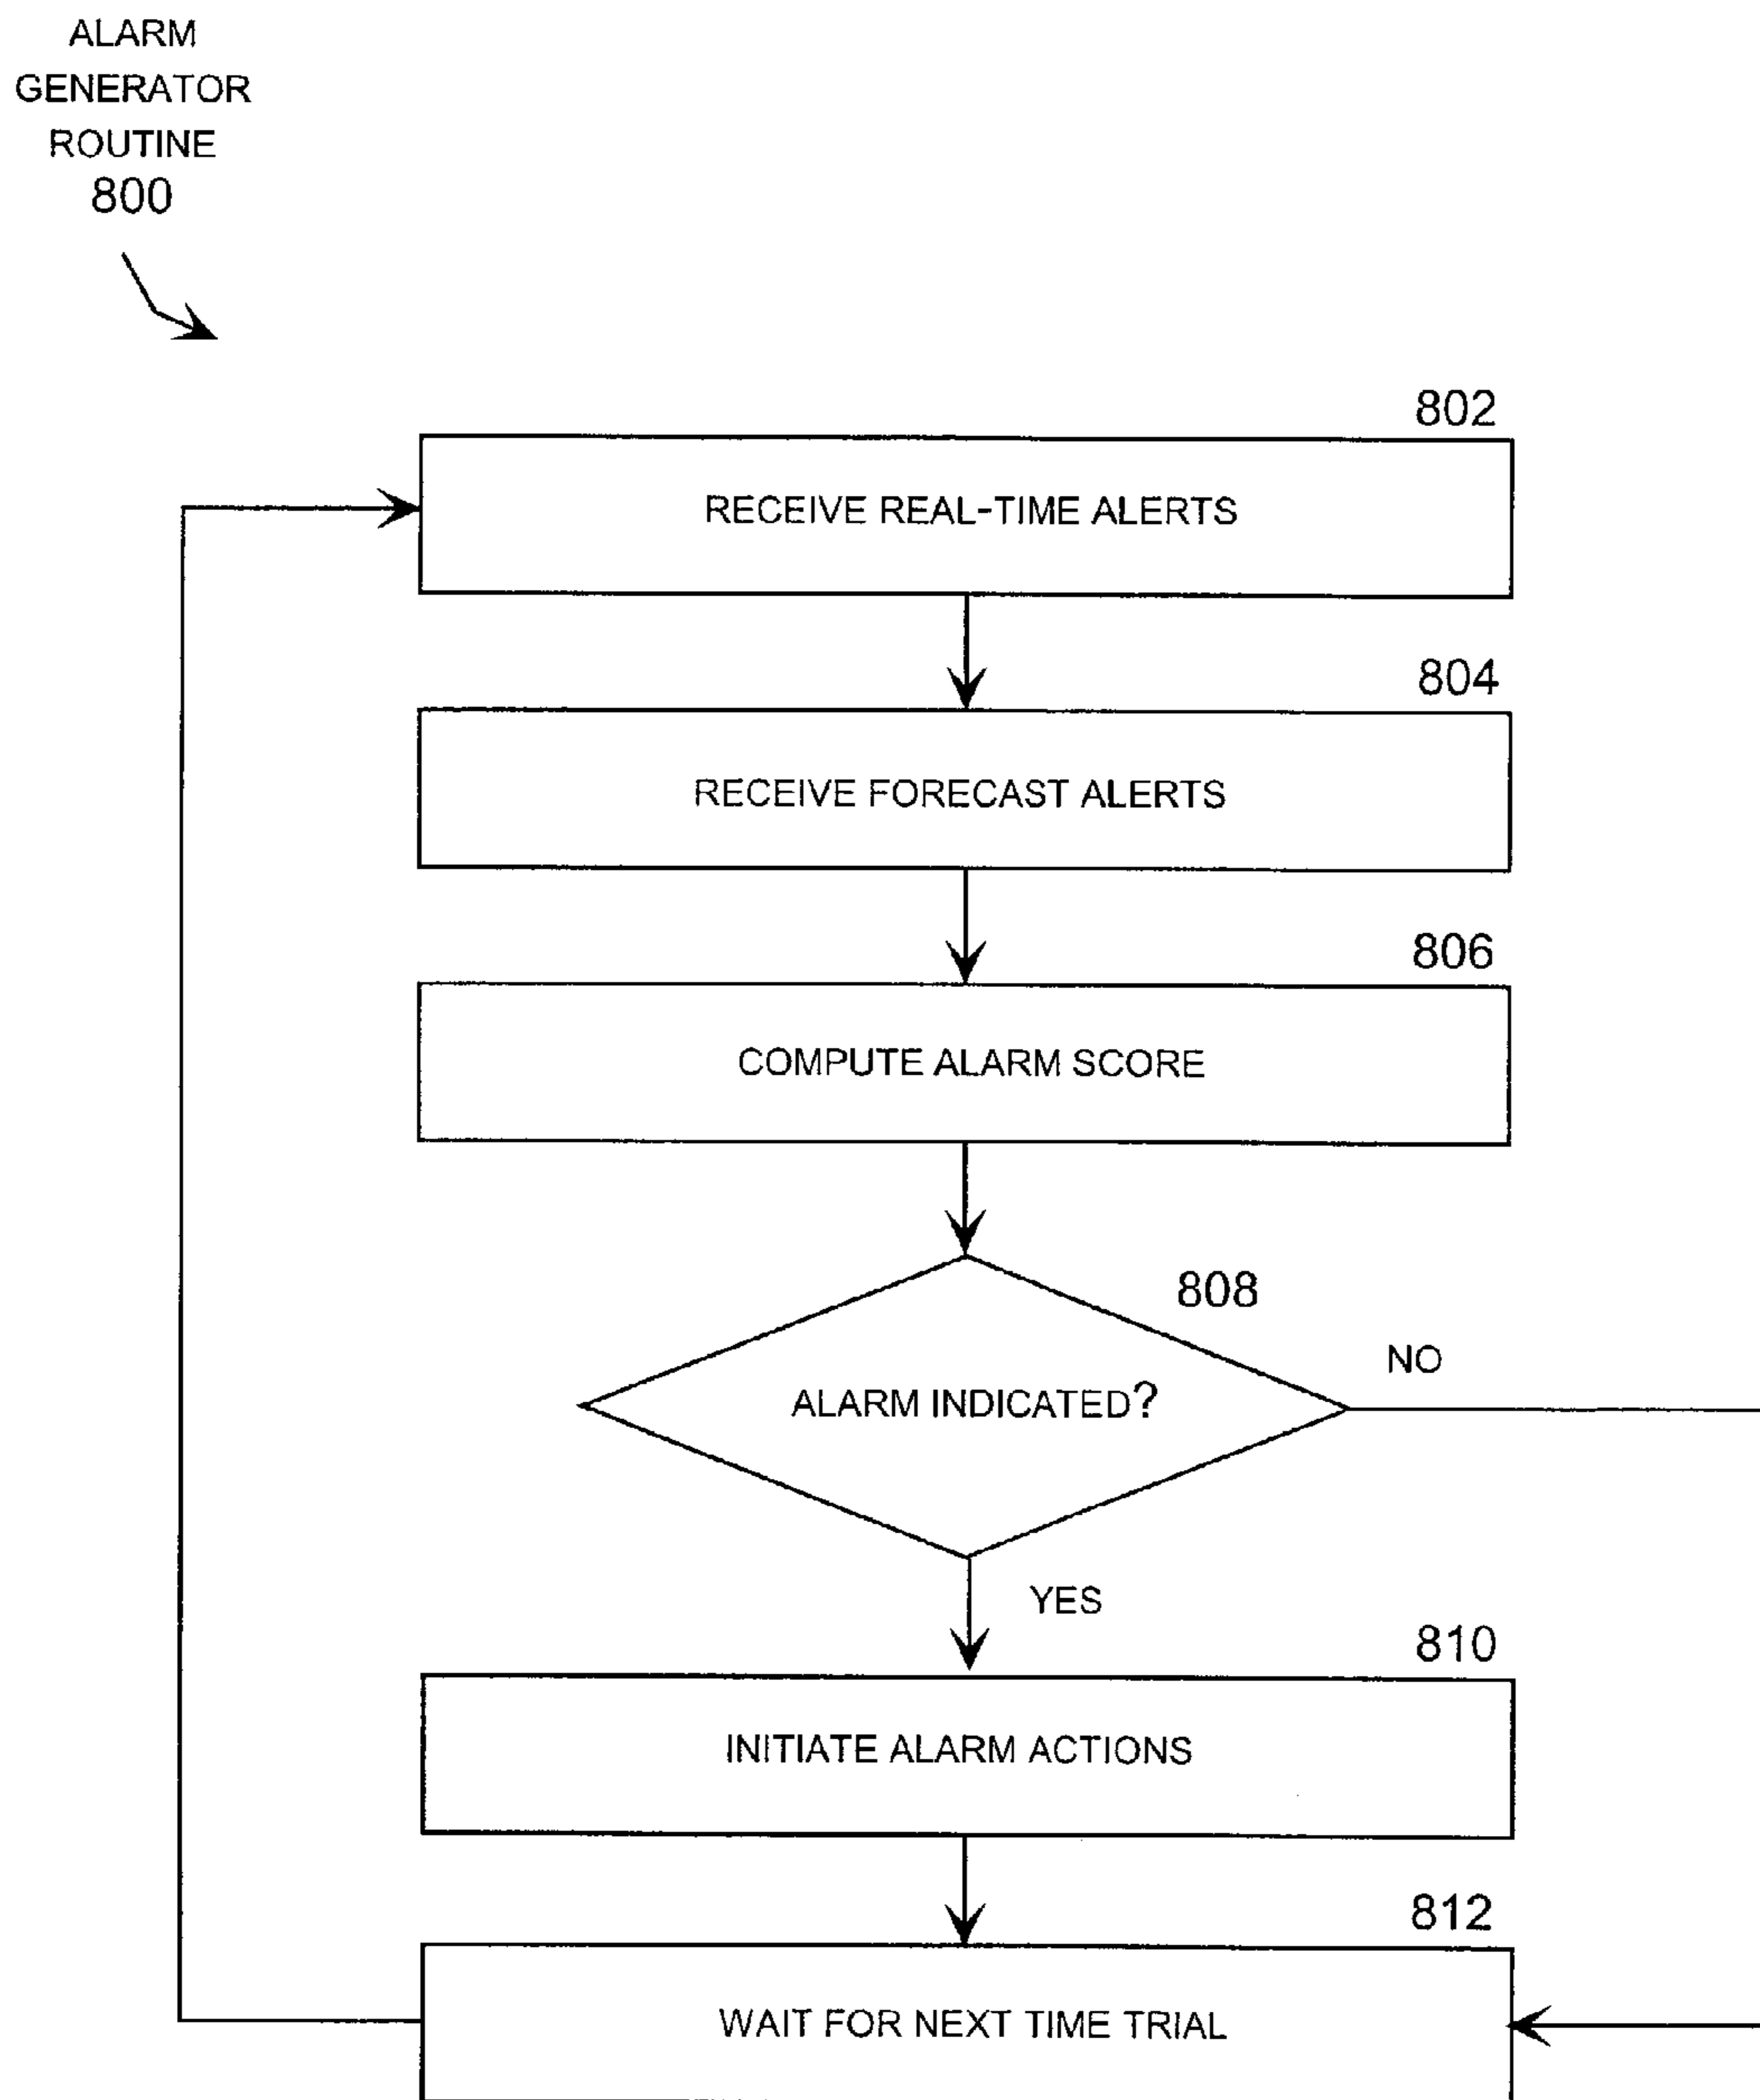 ALARM
GENERATOR
ROUTINE
800
802
RECEIVE REAL-TIME ALERTS
804
RECEIVE FORECAST ALERTS
806
COMPUTE ALARM SCORE
808
NO
ALARM INDICATED?
YES
810
INITIATE ALARM ACTIONS
812
WAIT FOR NEXT TIME TRIAL